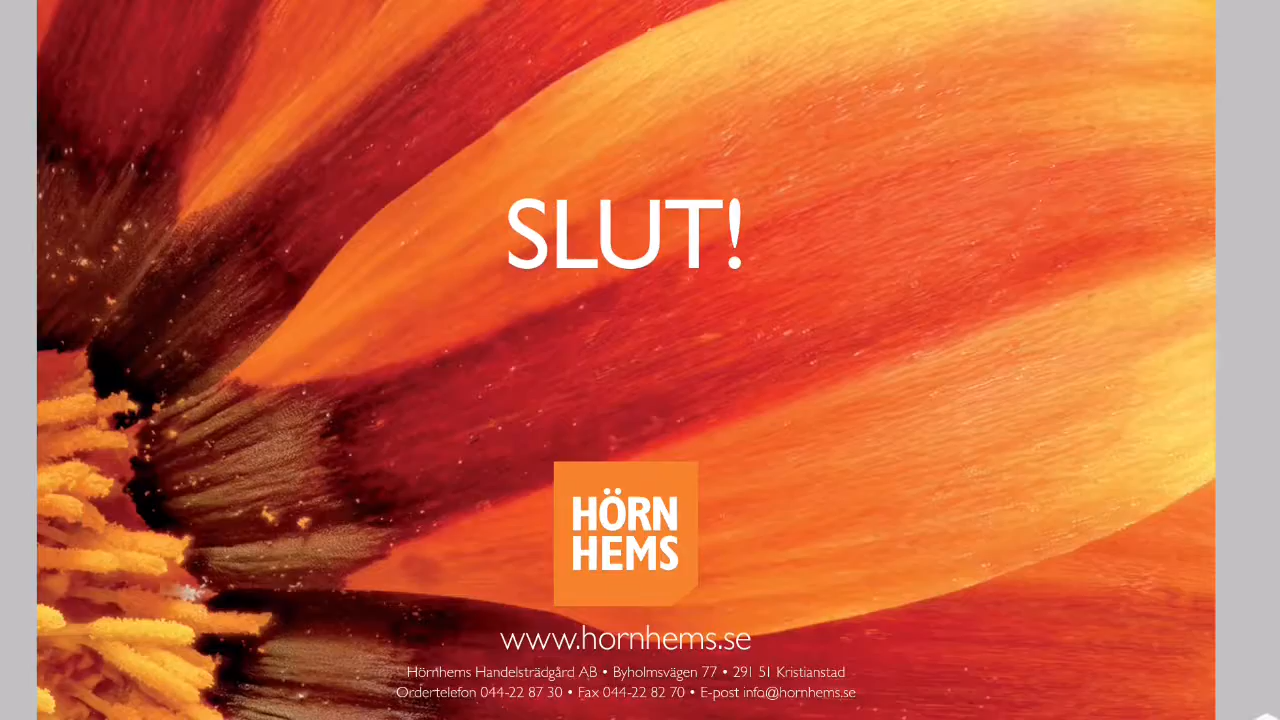 SLUT!
HÖRN
HEMS
www.hornhems.se
Hörnhems Handelsträdgård AB • Byholmsvägen 77 • 291 51 Kristianstad
Ordertelefon 044-22 87 30 • Fax 044-22 82 70 • E-post info@hornhems.se